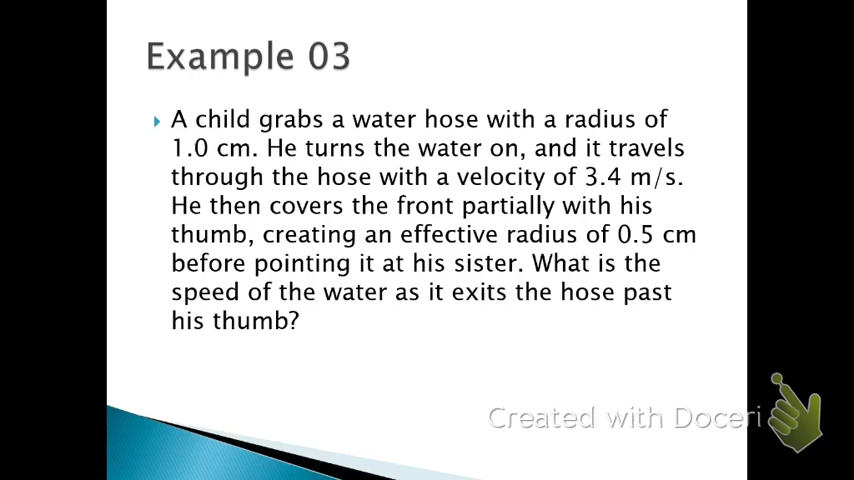 Example 03
A child grabs a water hose with a radius of
1.0 cm. He turns the water on, and it travels
through the hose with a velocity of 3.4 m/s.
He then covers the front partially with his
thumb, creating an effective radius of 0.5 cm
before pointing it at his sister. What is the
speed of the water as it exits the hose past
his thumb?
Created with Doceri